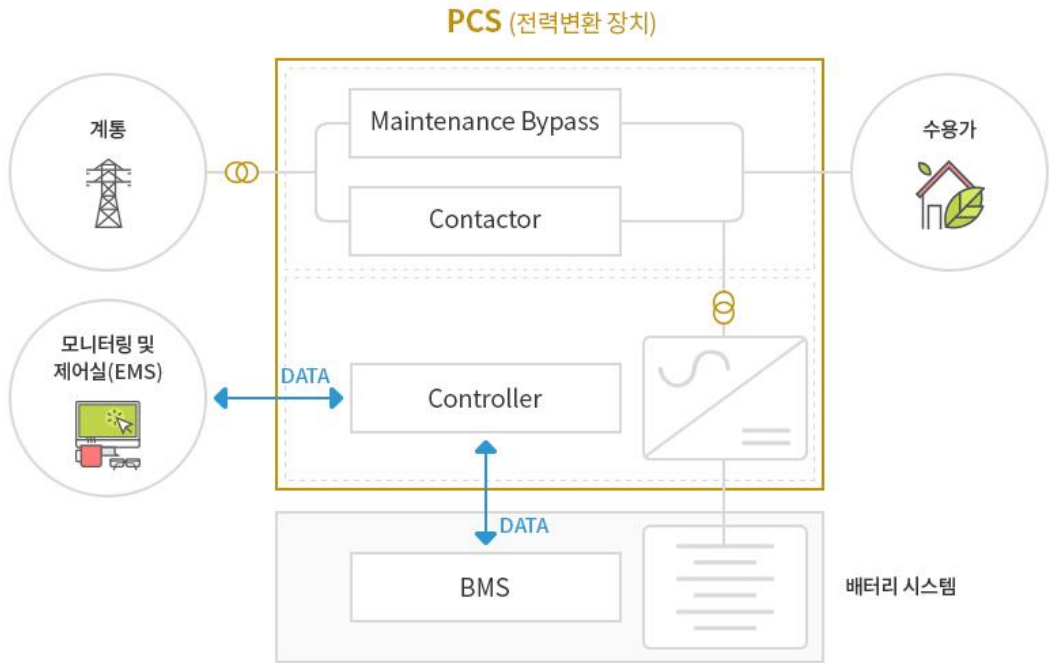 PCS (전력변환 장치)
계통
Maintenance Bypass
수용가
Contactor
모니터링 및
제어실(EMS)
DATA
Controller
DATA
BMS
배터리 시스템